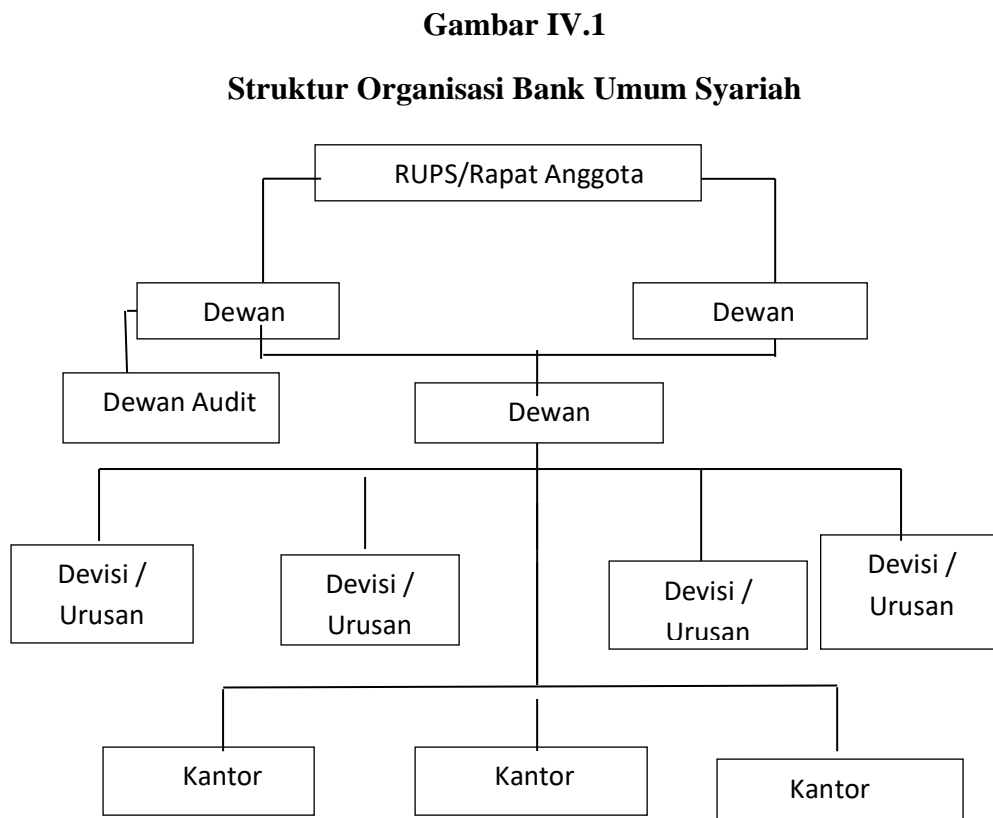 Gambar IV.1
Struktur Organisasi Bank Umum Syariah
RUPS/Rapat Anggota
Dewan
Dewan
Dewan Audit
Dewan
Devisi /
Urusan
Devisi /
Urusan
Devisi /
Urusan
Devisi /
Urusan
Kantor
Kantor
Kantor